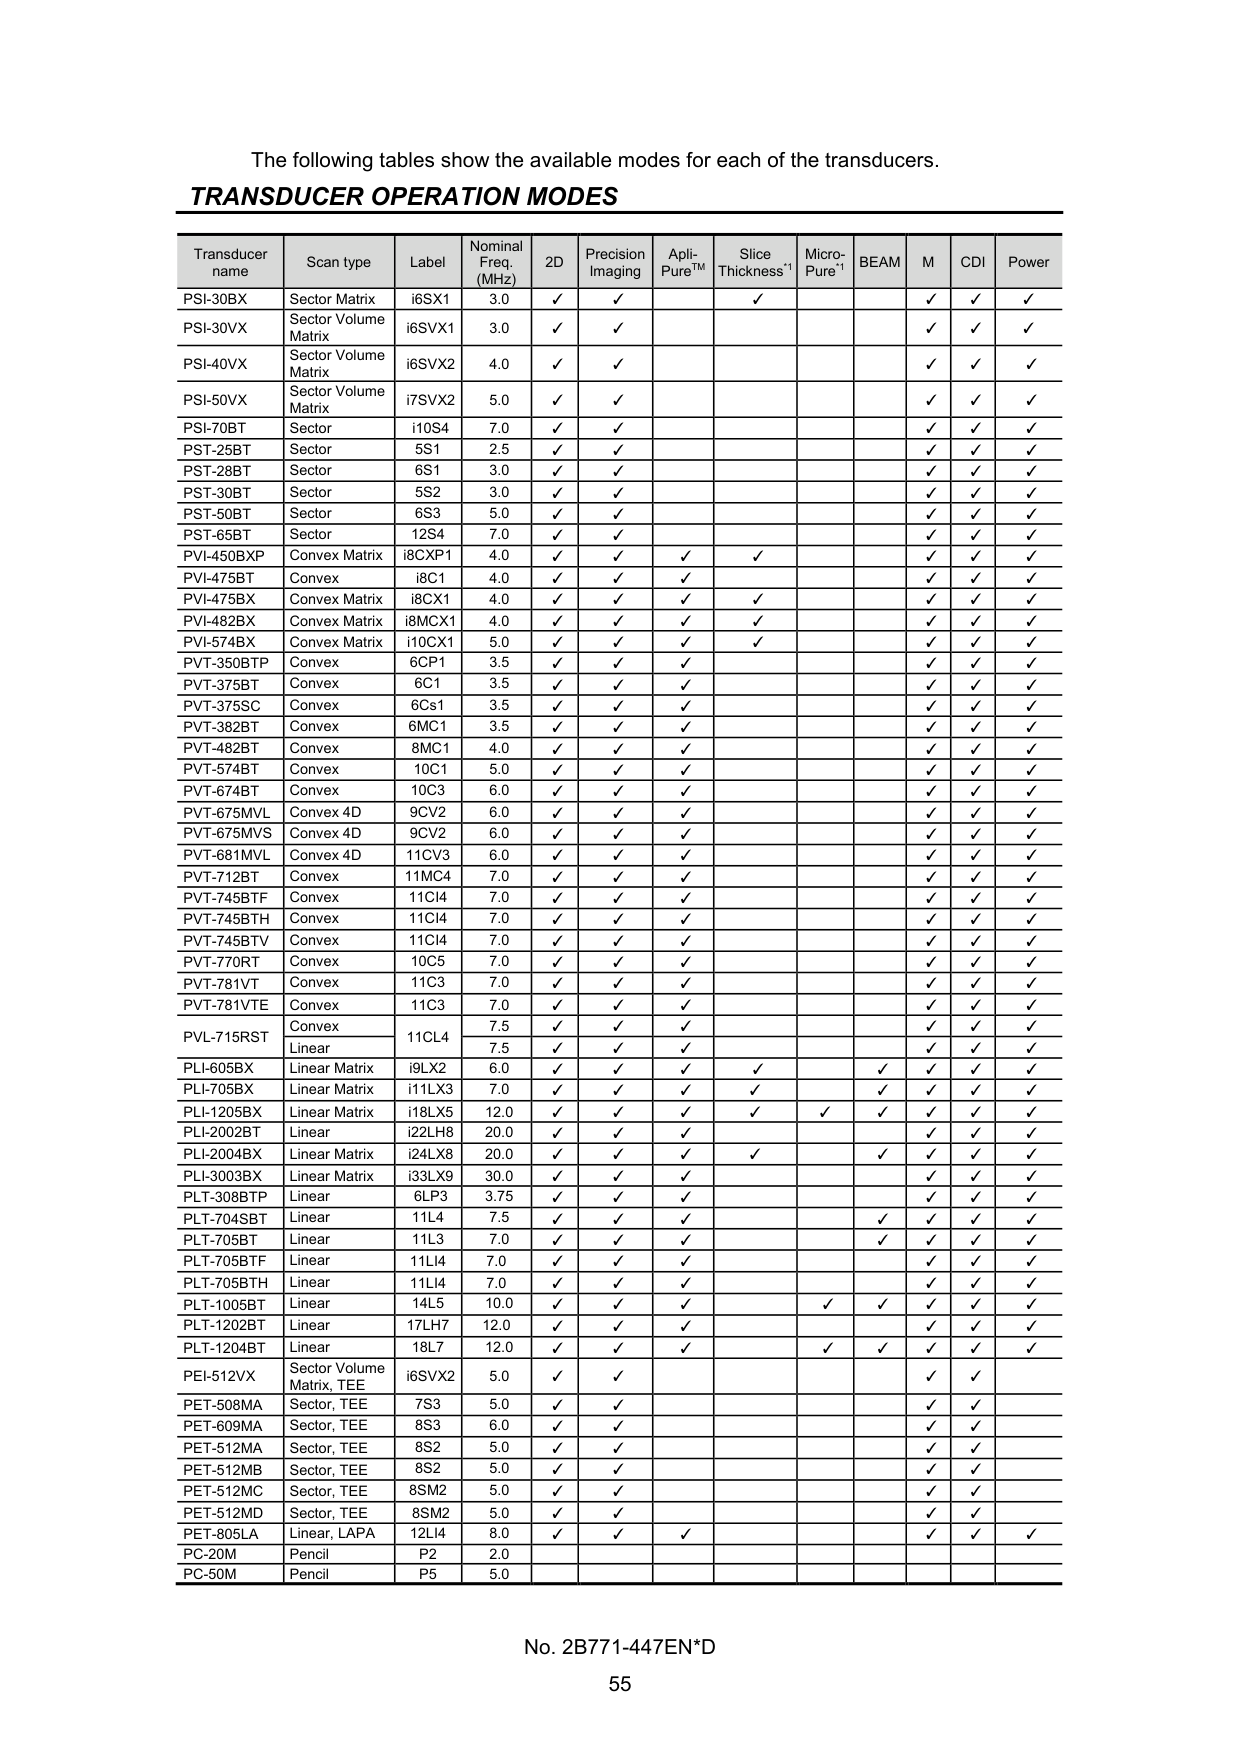 The following tables show the available modes for each of the transducers.
TRANSDUCER OPERATION MODES
Transducer name Scan type Label Nominal Freq. (MHz) 2D Precision Imaging Apli-Pure™ Slice Thickness*1 Micro-Pure*1 BEAM M CDI Power
PSI-30BX Sector Matrix i6SX1 3.0 ✓ ✓ ✓ ✓ ✓ ✓
PSI-30VX Sector Volume Matrix i6SVX1 3.0 ✓ ✓ ✓ ✓ ✓
PSI-40VX Sector Volume Matrix i6SVX2 4.0 ✓ ✓ ✓ ✓ ✓
PSI-50VX Sector Volume Matrix i7SVX2 5.0 ✓ ✓ ✓ ✓ ✓
PSI-70BT Sector i10S4 7.0 ✓ ✓ ✓ ✓ ✓
PST-25BT Sector 5S1 2.5 ✓ ✓ ✓ ✓ ✓
PST-28BT Sector 6S1 3.0 ✓ ✓ ✓ ✓ ✓
PST-30BT Sector 5S2 3.0 ✓ ✓ ✓ ✓ ✓
PST-50BT Sector 6S3 5.0 ✓ ✓ ✓ ✓ ✓
PST-65BT Sector 12S4 7.0 ✓ ✓ ✓ ✓ ✓
PVI-450BXP Convex Matrix i8CXP1 4.0 ✓ ✓ ✓ ✓ ✓ ✓ ✓
PVI-475BT Convex i8C1 4.0 ✓ ✓ ✓ ✓ ✓ ✓
PVI-475BX Convex Matrix i8CX1 4.0 ✓ ✓ ✓ ✓ ✓ ✓ ✓
PVI-482BX Convex Matrix i8MCX1 4.0 ✓ ✓ ✓ ✓ ✓ ✓ ✓
PVI-574BX Convex Matrix i10CX1 5.0 ✓ ✓ ✓ ✓ ✓ ✓ ✓
PVT-350BTP Convex 6CP1 3.5 ✓ ✓ ✓ ✓ ✓ ✓
PVT-375BT Convex 6C1 3.5 ✓ ✓ ✓ ✓ ✓ ✓
PVT-375SC Convex 6Cs1 3.5 ✓ ✓ ✓ ✓ ✓ ✓
PVT-382BT Convex 6MC1 3.5 ✓ ✓ ✓ ✓ ✓ ✓
PVT-482BT Convex 8MC1 4.0 ✓ ✓ ✓ ✓ ✓ ✓
PVT-574BT Convex 10C1 5.0 ✓ ✓ ✓ ✓ ✓ ✓
PVT-674BT Convex 10C3 6.0 ✓ ✓ ✓ ✓ ✓ ✓
PVT-675MVL Convex 4D 9CV2 6.0 ✓ ✓ ✓ ✓ ✓ ✓
PVT-675MVS Convex 4D 9CV2 6.0 ✓ ✓ ✓ ✓ ✓ ✓
PVT-681MVL Convex 4D 11CV3 6.0 ✓ ✓ ✓ ✓ ✓ ✓
PVT-712BT Convex 11MC4 7.0 ✓ ✓ ✓ ✓ ✓ ✓
PVT-745BTF Convex 11CI4 7.0 ✓ ✓ ✓ ✓ ✓ ✓
PVT-745BTH Convex 11CI4 7.0 ✓ ✓ ✓ ✓ ✓ ✓
PVT-745BTV Convex 11CI4 7.0 ✓ ✓ ✓ ✓ ✓ ✓
PVT-770RT Convex 10C5 7.0 ✓ ✓ ✓ ✓ ✓ ✓
PVT-781VT Convex 11C3 7.0 ✓ ✓ ✓ ✓ ✓ ✓
PVT-781VTE Convex 11C3 7.0 ✓ ✓ ✓ ✓ ✓ ✓
PVL-715RST Convex 11CL4 7.5 ✓ ✓ ✓ ✓ ✓ ✓
Linear 7.5 ✓ ✓ ✓ ✓ ✓ ✓
PLI-605BX Linear Matrix i9LX2 6.0 ✓ ✓ ✓ ✓ ✓ ✓ ✓ ✓
PLI-705BX Linear Matrix i11LX3 7.0 ✓ ✓ ✓ ✓ ✓ ✓ ✓ ✓
PLI-1205BX Linear Matrix i18LX5 12.0 ✓ ✓ ✓ ✓ ✓ ✓ ✓ ✓ ✓
PLI-2002BT Linear i22LH8 20.0 ✓ ✓ ✓ ✓ ✓ ✓
PLI-2004BX Linear Matrix i24LX8 20.0 ✓ ✓ ✓ ✓ ✓ ✓ ✓ ✓
PLI-3003BX Linear Matrix i33LX9 30.0 ✓ ✓ ✓ ✓ ✓ ✓
PLT-308BTP Linear 6LP3 3.75 ✓ ✓ ✓ ✓ ✓ ✓
PLT-704SBT Linear 11L4 7.5 ✓ ✓ ✓ ✓ ✓ ✓ ✓
PLT-705BT Linear 11L3 7.0 ✓ ✓ ✓ ✓ ✓ ✓ ✓
PLT-705BTF Linear 11LI4 7.0 ✓ ✓ ✓ ✓ ✓ ✓
PLT-705BTH Linear 11LI4 7.0 ✓ ✓ ✓ ✓ ✓ ✓
PLT-1005BT Linear 14L5 10.0 ✓ ✓ ✓ ✓ ✓ ✓ ✓ ✓
PLT-1202BT Linear 17LH7 12.0 ✓ ✓ ✓ ✓ ✓ ✓
PLT-1204BT Linear 18L7 12.0 ✓ ✓ ✓ ✓ ✓ ✓ ✓ ✓
PEI-512VX Sector Volume Matrix, TEE i6SVX2 5.0 ✓ ✓ ✓ ✓
PET-508MA Sector, TEE 7S3 5.0 ✓ ✓ ✓ ✓
PET-609MA Sector, TEE 8S3 6.0 ✓ ✓ ✓ ✓
PET-512MA Sector, TEE 8S2 5.0 ✓ ✓ ✓ ✓
PET-512MB Sector, TEE 8S2 5.0 ✓ ✓ ✓ ✓
PET-512MC Sector, TEE 8SM2 5.0 ✓ ✓ ✓ ✓
PET-512MD Sector, TEE 8SM2 5.0 ✓ ✓ ✓ ✓
PET-805LA Linear, LAPA 12LI4 8.0 ✓ ✓ ✓ ✓ ✓ ✓
PC-20M Pencil P2 2.0
PC-50M Pencil P5 5.0
No. 2B771-447EN*D
55